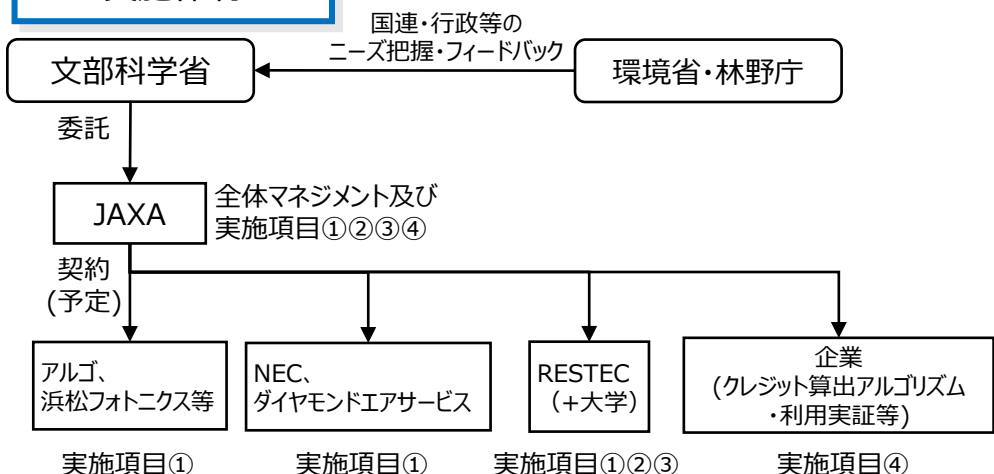 国連・行政等の
ニーズ把握・フィードバック
文部科学省
環境省・林野庁
委託
JAXA
全体マネジメント及び
実施項目①②③④
契約
(予定)
アルゴ、
浜松フォトニクス等
NEC、
ダイヤモンドエアサービス
RESTEC
(+大学)
企業
(クレジット算出アルゴリズム
・利用実証等)
実施項目①
実施項目①
実施項目①②③
実施項目④